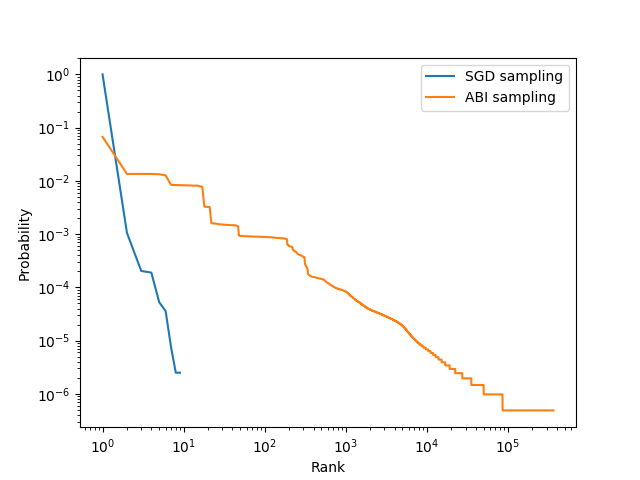 SGD sampling
ABI sampling
Probability
10⁰
10⁻¹
10⁻²
10⁻³
10⁻⁴
10⁻⁵
10⁻⁶
10⁰ 10¹ 10² 10³ 10⁴ 10⁵
Rank